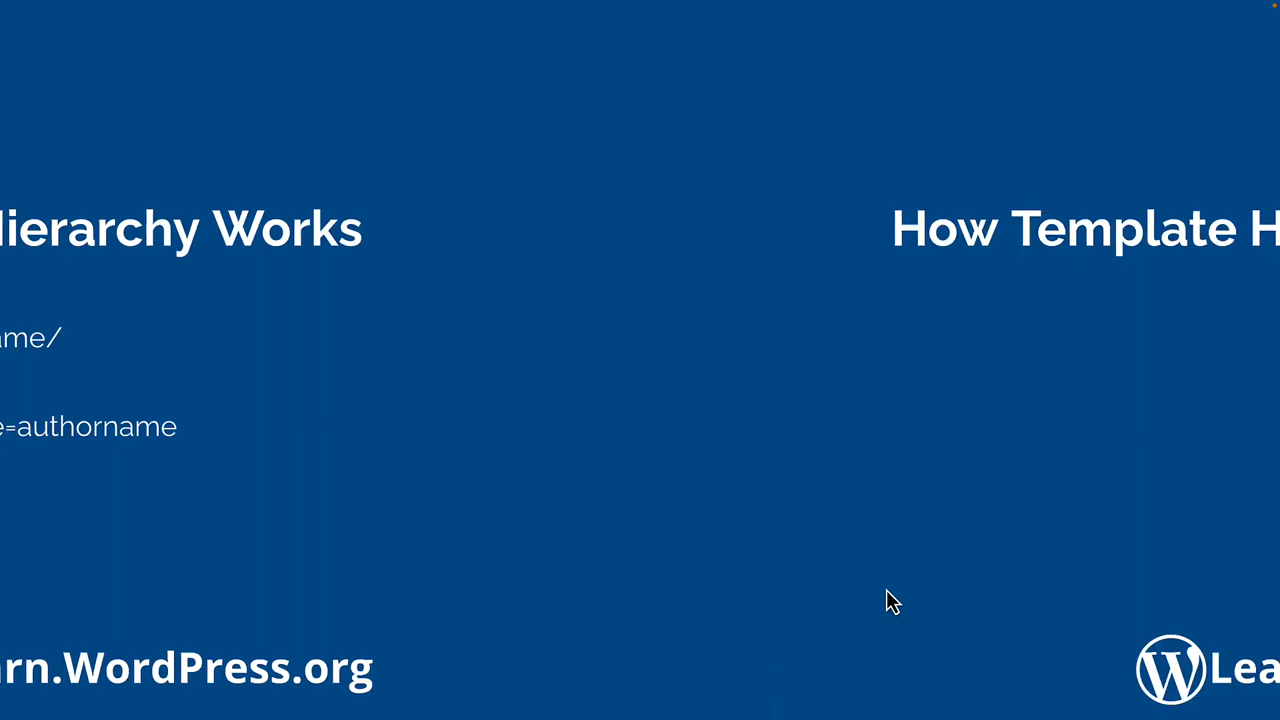 Hierarchy Works
ame/
e=authorname
arn.WordPress.org
How Template H
Lea